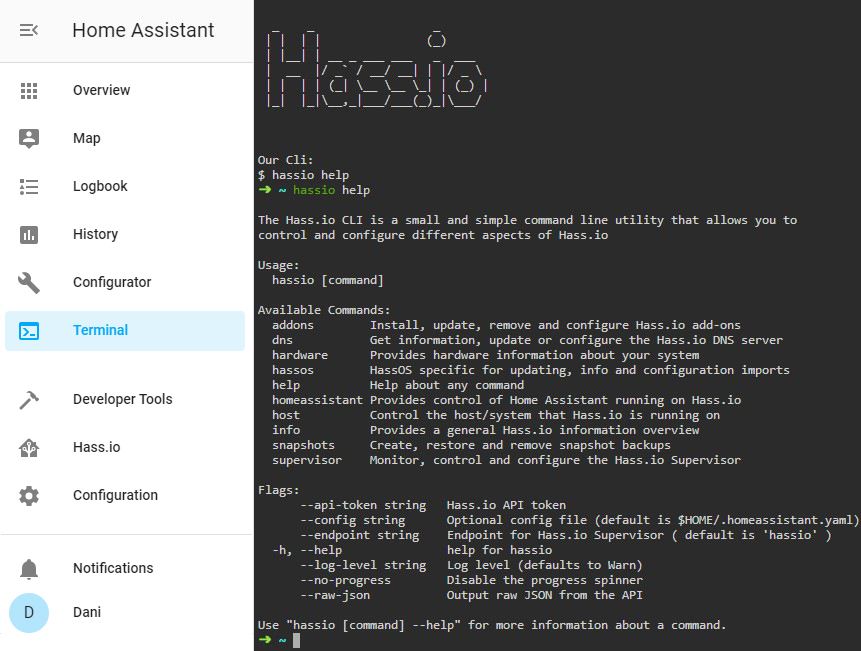 Home Assistant
Overview
Map
Logbook
History
Configurator
Terminal
Developer Tools
Hass.io
Configuration
Notifications
D
Dani
Hass.io
Our Cli:
$ hassio help
➜ ~ hassio help
The Hass.io CLI is a small and simple command line utility that allows you to
control and configure different aspects of Hass.io
Usage:
hassio [command]
Available Commands:
addons Install, update, remove and configure Hass.io add-ons
dns Get information, update or configure the Hass.io DNS server
hardware Provides hardware information about your system
hassos HassOS specific for updating, info and configuration imports
help Help about any command
homeassistant Provides control of Home Assistant running on Hass.io
host Control the host/system that Hass.io is running on
info Provides a general Hass.io information overview
snapshots Create, restore and remove snapshot backups
supervisor Monitor, control and configure the Hass.io Supervisor
Flags:
--api-token string Hass.io API token
--config string Optional config file (default is $HOME/.homeassistant.yaml)
--endpoint string Endpoint for Hass.io Supervisor ( default is 'hassio' )
-h, --help help for hassio
--log-level string Log level (defaults to Warn)
--no-progress Disable the progress spinner
--raw-json Output raw JSON from the API
Use "hassio [command] --help" for more information about a command.
➜ ~